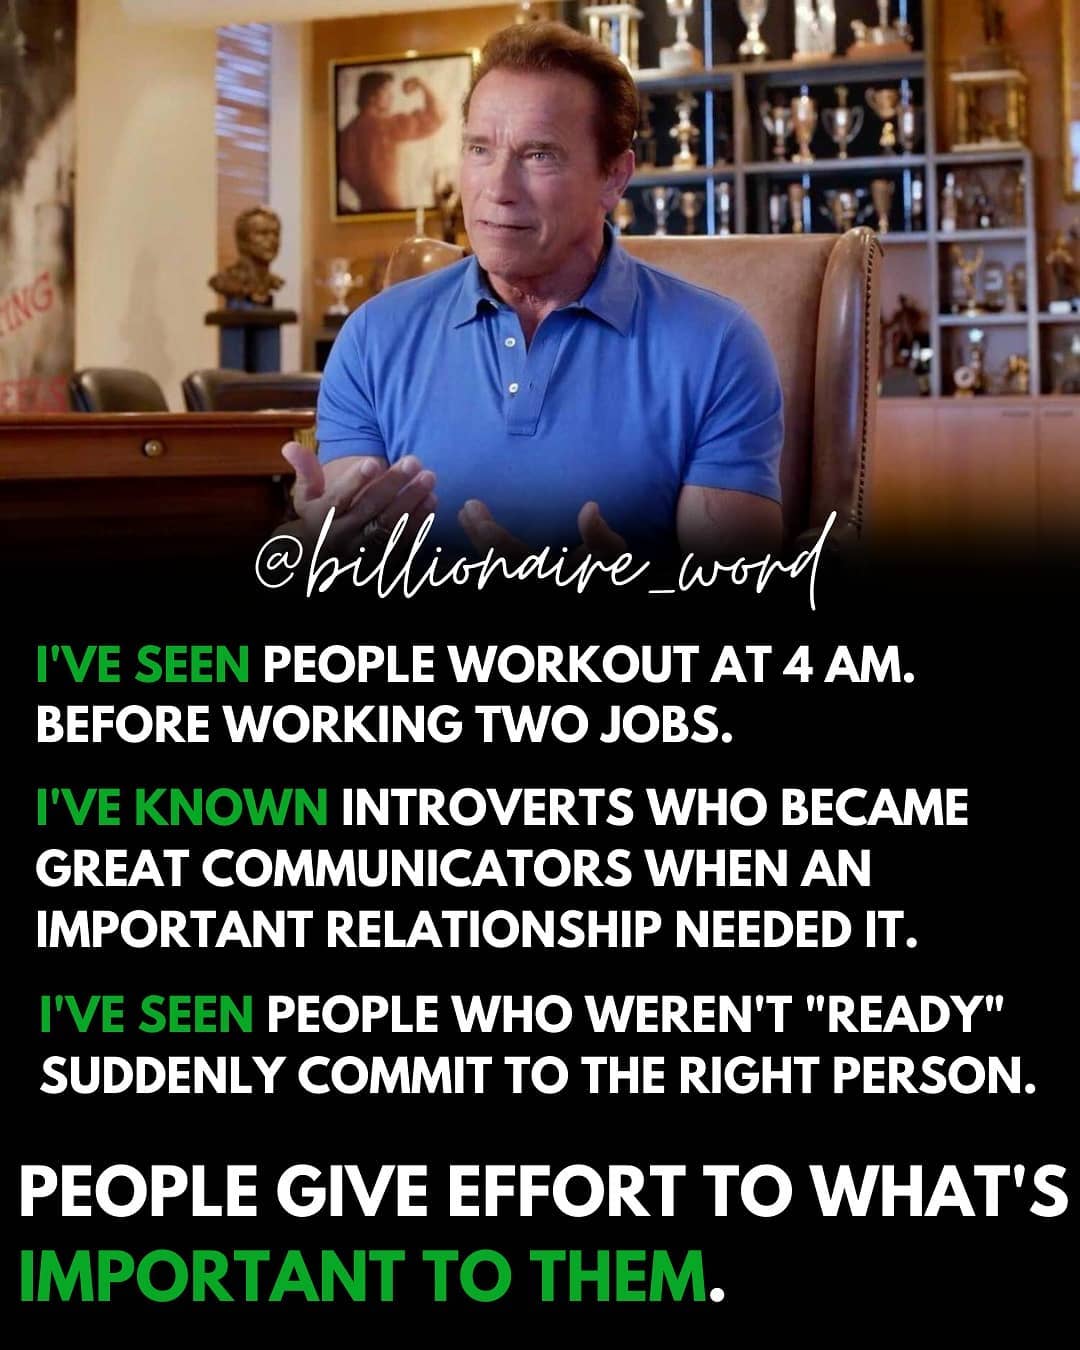 TING
EELS
@billionaire_word
I'VE SEEN PEOPLE WORKOUT AT 4 AM.
BEFORE WORKING TWO JOBS.
I'VE KNOWN INTROVERTS WHO BECAME
GREAT COMMUNICATORS WHEN AN
IMPORTANT RELATIONSHIP NEEDED IT.
I'VE SEEN PEOPLE WHO WEREN'T "READY"
SUDDENLY COMMIT TO THE RIGHT PERSON.
PEOPLE GIVE EFFORT TO WHAT'S
IMPORTANT TO THEM.